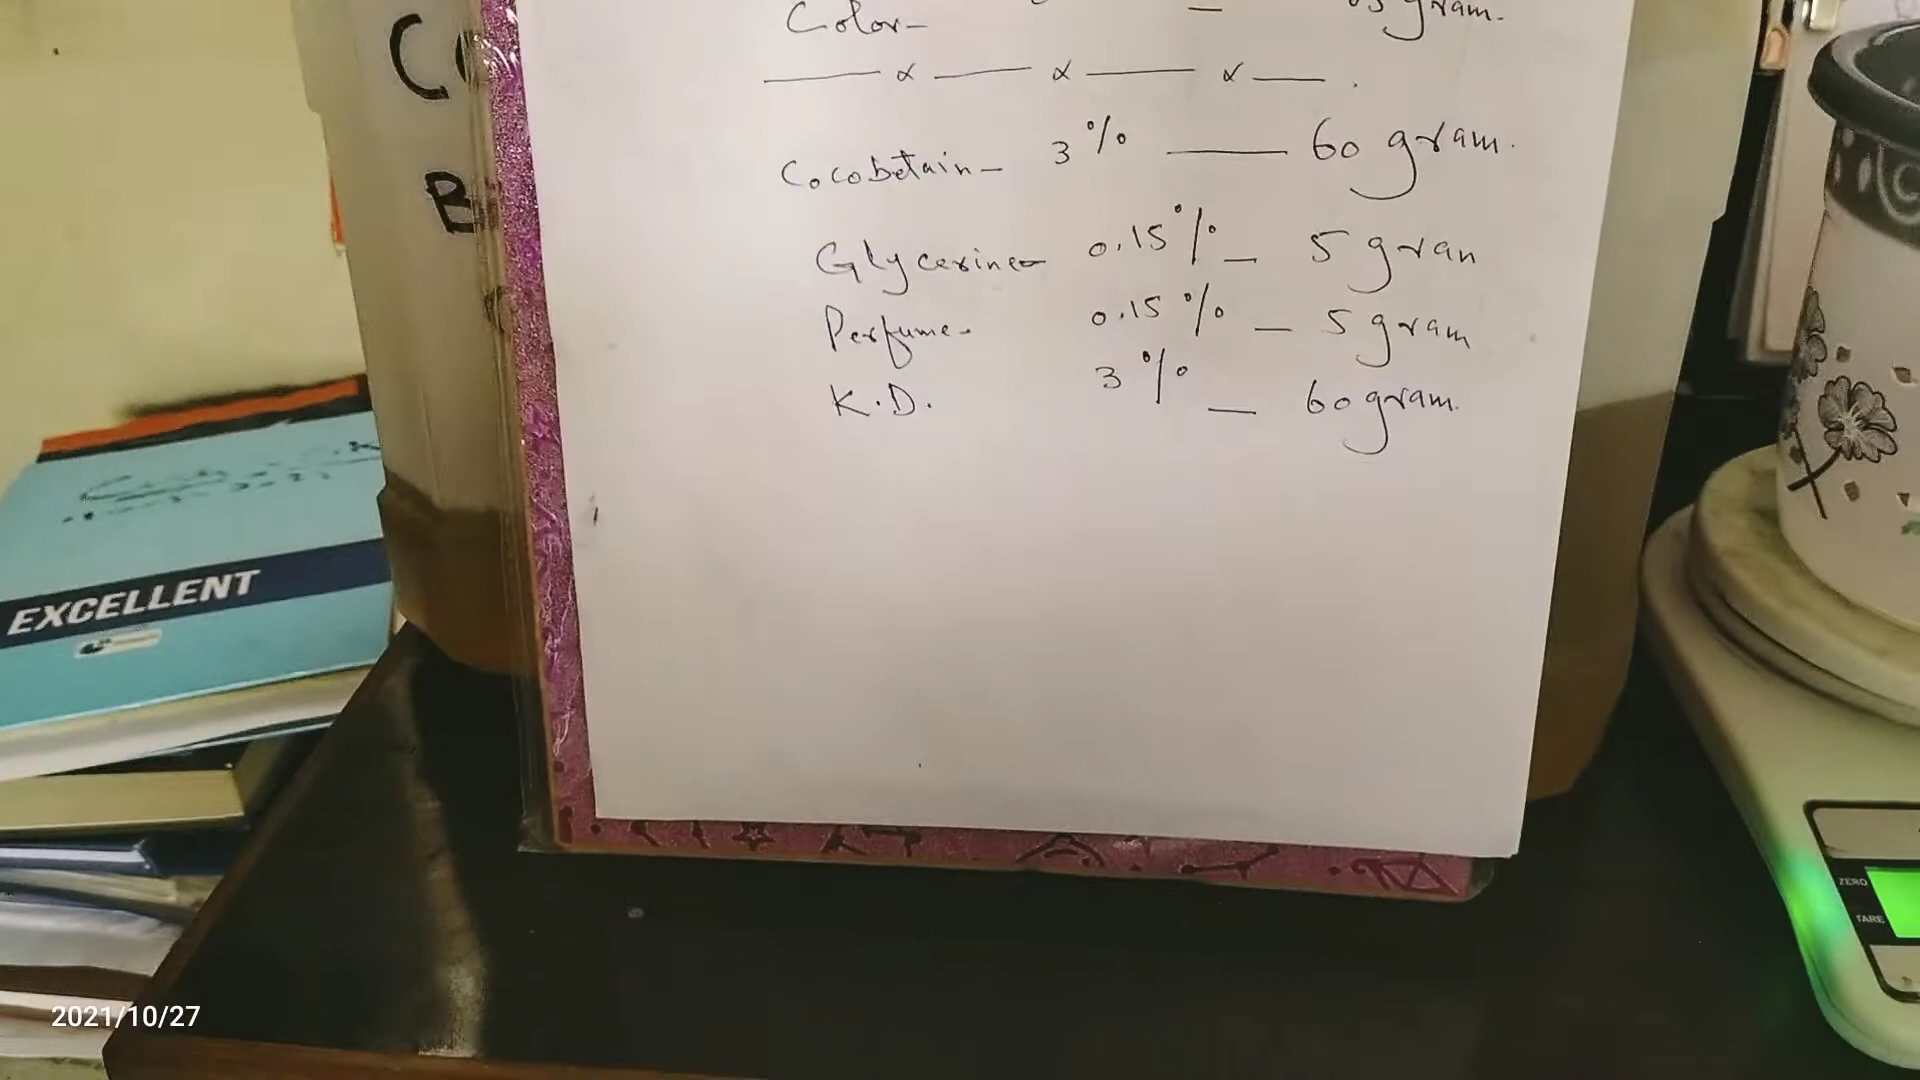 Color-
gram.
Cocobetain- 3% — 60 gram.
Glycerine- 0.15% - 5 gran
Perfume- 0.15% - 5 gram
K.D. 3% - 60 gram.
B
EXCELLENT
ZERO
TARE
2021/10/27